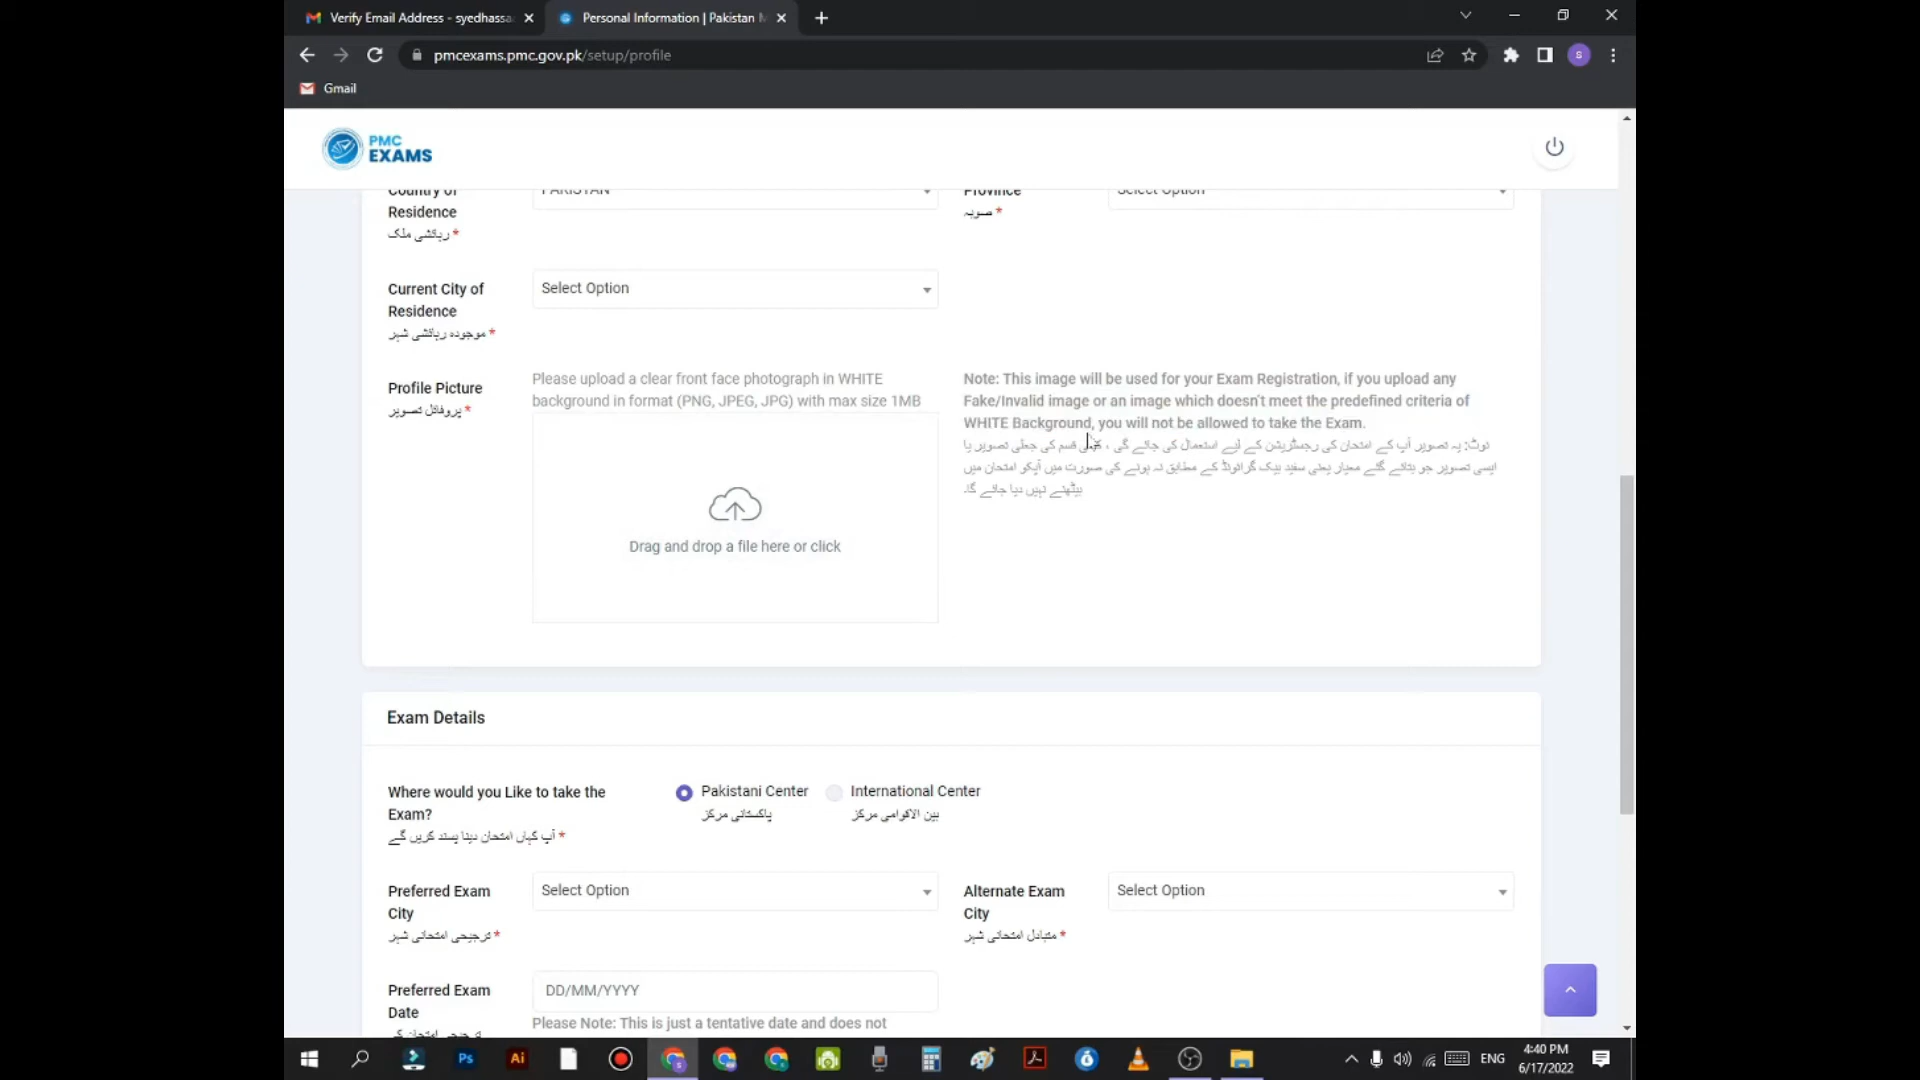 Verify Email Address - syedhassa
Personal Information | Pakistan M
pmcexams.pmc.gov.pk/setup/profile
s
Gmail
PMC
EXAMS
Country of
Residence
رہائشی ملک *
PAKISTAN
Province
صوبہ *
Select Option
Current City of
Residence
موجودہ رہائشی شہر *
Select Option
Profile Picture
پروفائل تصویر *
Please upload a clear front face photograph in WHITE
background in format (PNG, JPEG, JPG) with max size 1MB
Drag and drop a file here or click
Note: This image will be used for your Exam Registration, if you upload any
Fake/Invalid image or an image which doesn't meet the predefined criteria of
WHITE Background, you will not be allowed to take the Exam.
نوٹ: یہ تصویر آپ کے امتحان کی رجسٹریشن کے لیے استعمال کی جائے گی ، کسی قسم کی جعلی تصویر یا
ایسی تصویر جو بتائے گئے معیار یعنی سفید بیک گرائونڈ کے مطابق نہ ہونے کی صورت میں آپکو امتحان میں
بیٹھنے نہیں دیا جائے گا۔
Exam Details
Where would you Like to take the
Exam?
آپ کہاں امتحان دینا پسند کریں گے *
Pakistani Center
پاکستانی مرکز
International Center
بین الاقوامی مرکز
Preferred Exam
City
ترجیحی امتحانی شہر *
Select Option
Alternate Exam
City
متبادل امتحانی شہر *
Select Option
Preferred Exam
Date
DD/MM/YYYY
Please Note: This is just a tentative date and does not
Ps
Ai
ENG
4:40 PM
6/17/2022